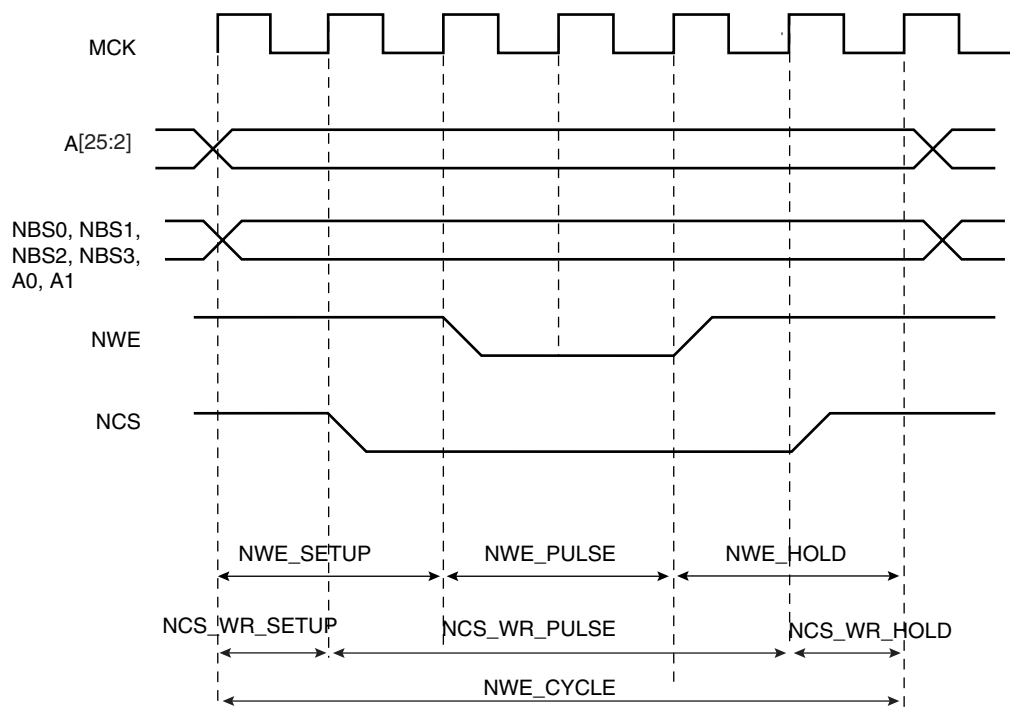 MCK
A[25:2]
NBS0, NBS1,
NBS2, NBS3,
A0, A1
NWE
NCS
NWE_SETUP
NWE_PULSE
NWE_HOLD
NCS_WR_SETUP
NCS_WR_PULSE
NCS_WR_HOLD
NWE_CYCLE